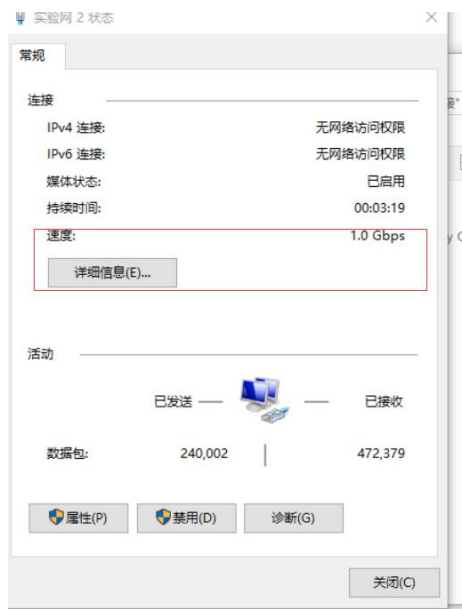 实验网 2 状态
常规
连接
IPv4 连接: 无网络访问权限
IPv6 连接: 无网络访问权限
媒体状态: 已启用
持续时间: 00:03:19
速度: 1.0 Gbps
详细信息(E)...
活动
已发送 已接收
数据包: 240,002 472,379
属性(P) 禁用(D) 诊断(G)
关闭(C)